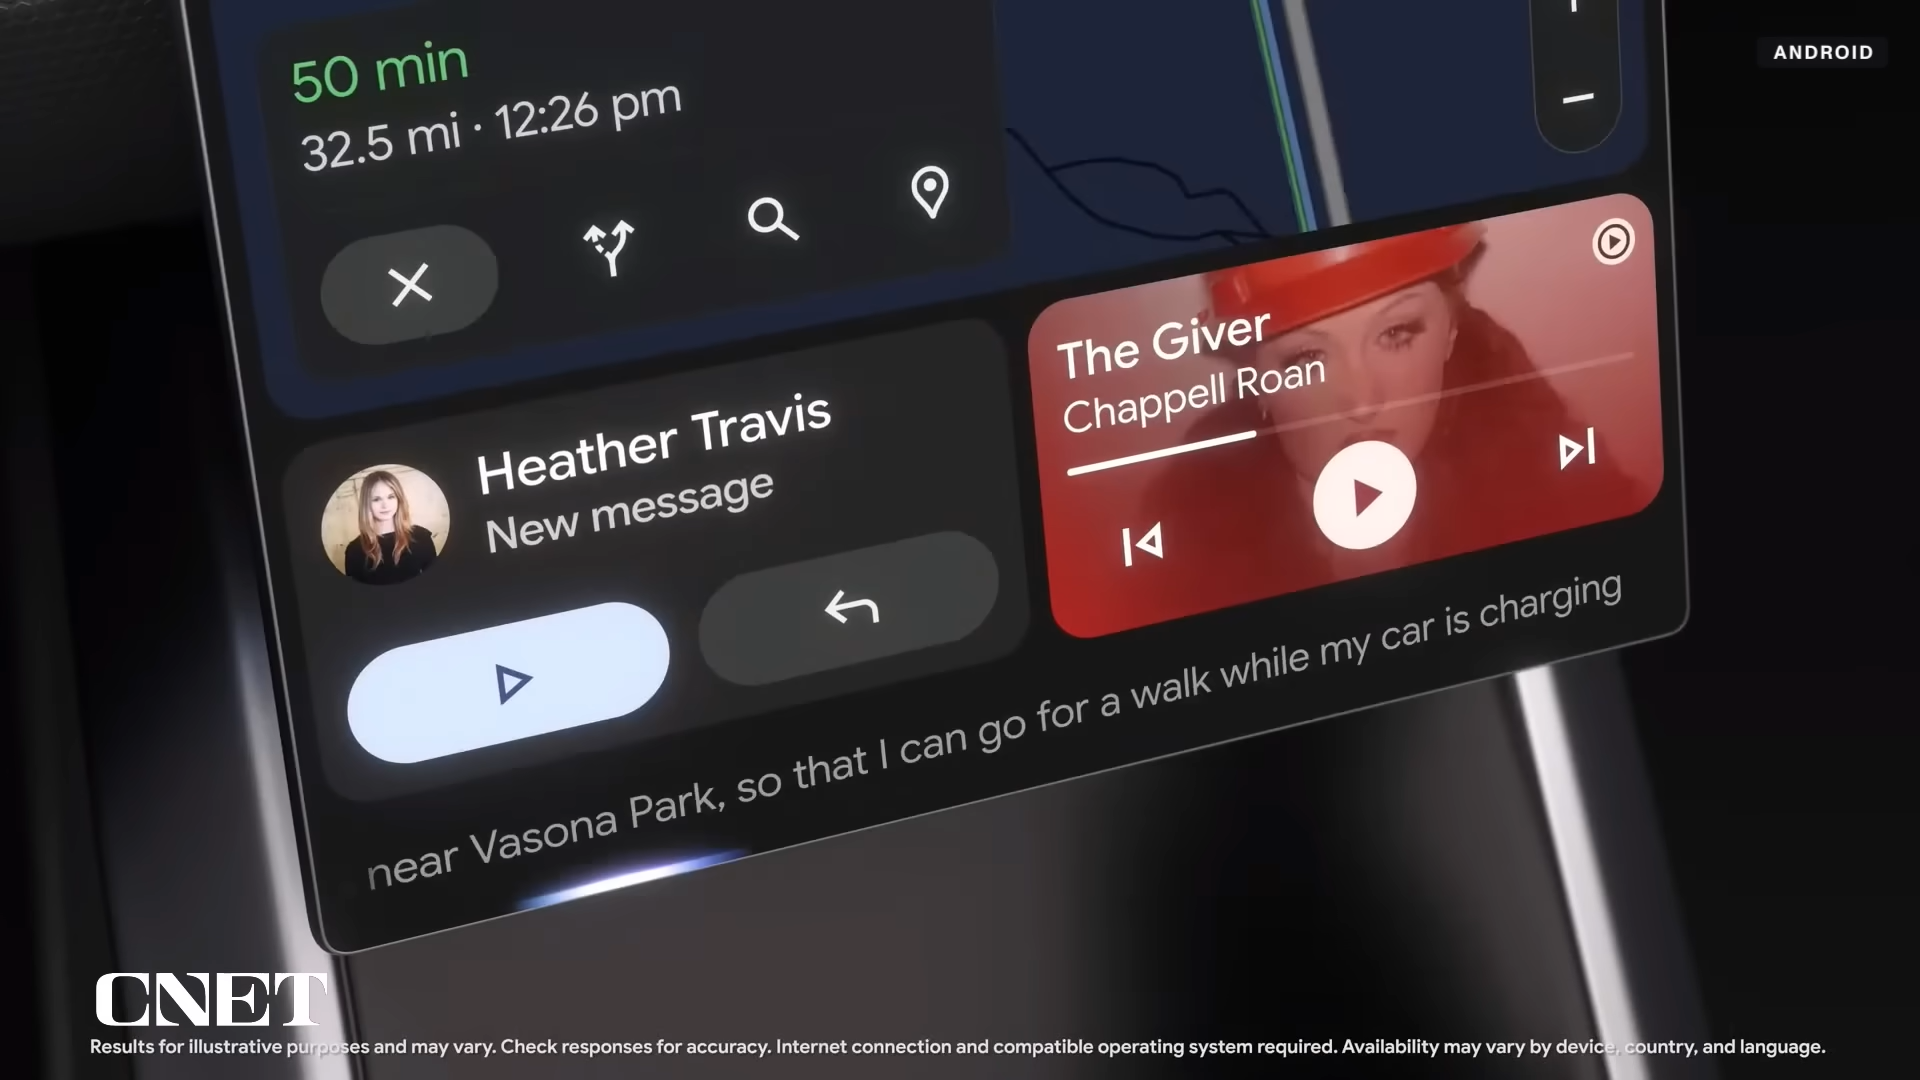 ANDROID
50 min
32.5 mi · 12:26 pm
The Giver
Chappell Roan
Heather Travis
New message
near Vasona Park, so that I can go for a walk while my car is charging
CNET
Results for illustrative purposes and may vary. Check responses for accuracy. Internet connection and compatible operating system required. Availability may vary by device, country, and language.